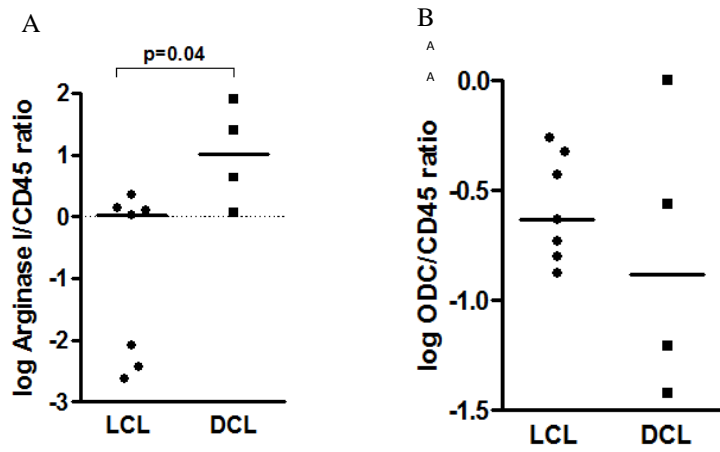 A
p=0.04
log Arginase I/CD45 ratio
2
1
0
-1
-2
-3
LCL DCL
B
A
A
log ODC/CD45 ratio
0.0
-0.5
-1.0
-1.5
LCL DCL